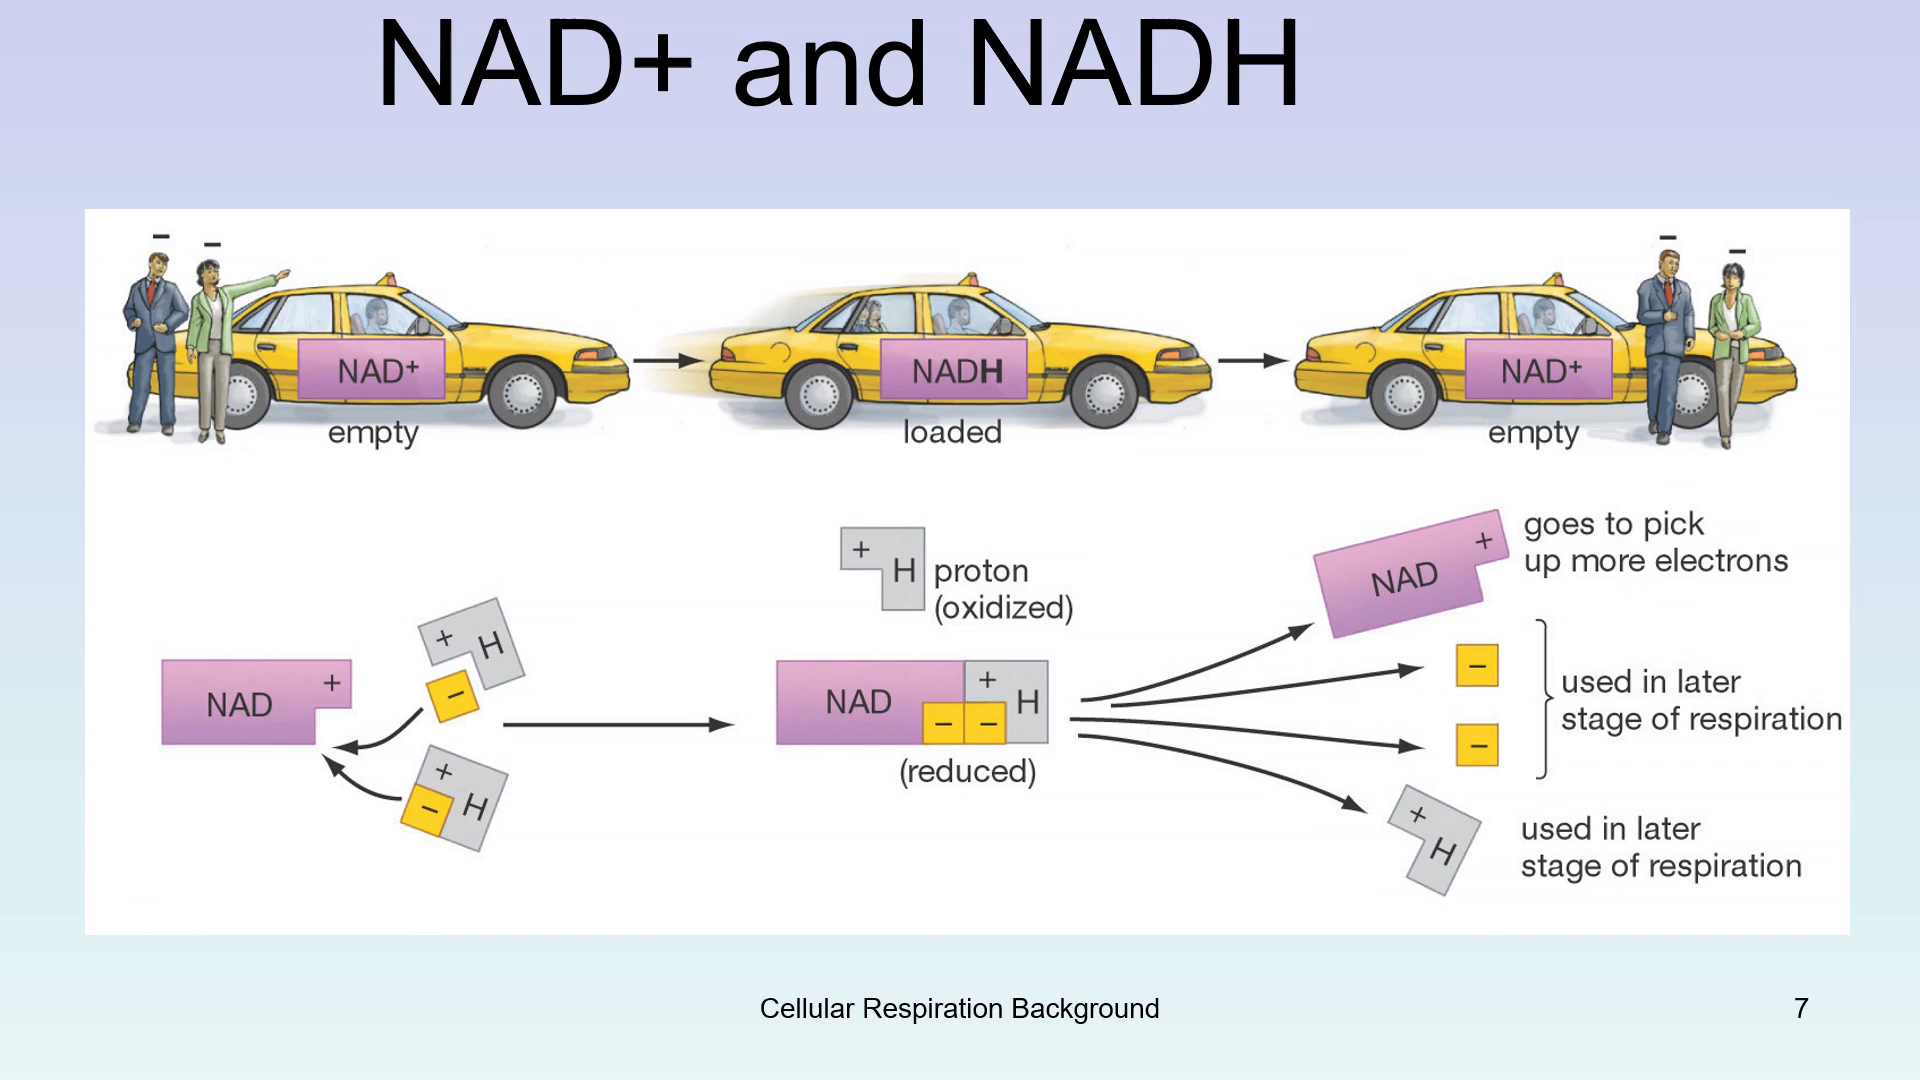 NAD+ and NADH
– –
NAD⁺
empty
NADH
loaded
– –
NAD⁺
empty
NAD +
+ H
–
+ H –
+ H
proton
(oxidized)
NAD – – + H
(reduced)
NAD +
goes to pick
up more electrons
–
–
used in later
stage of respiration
+ H
used in later
stage of respiration
Cellular Respiration Background
7